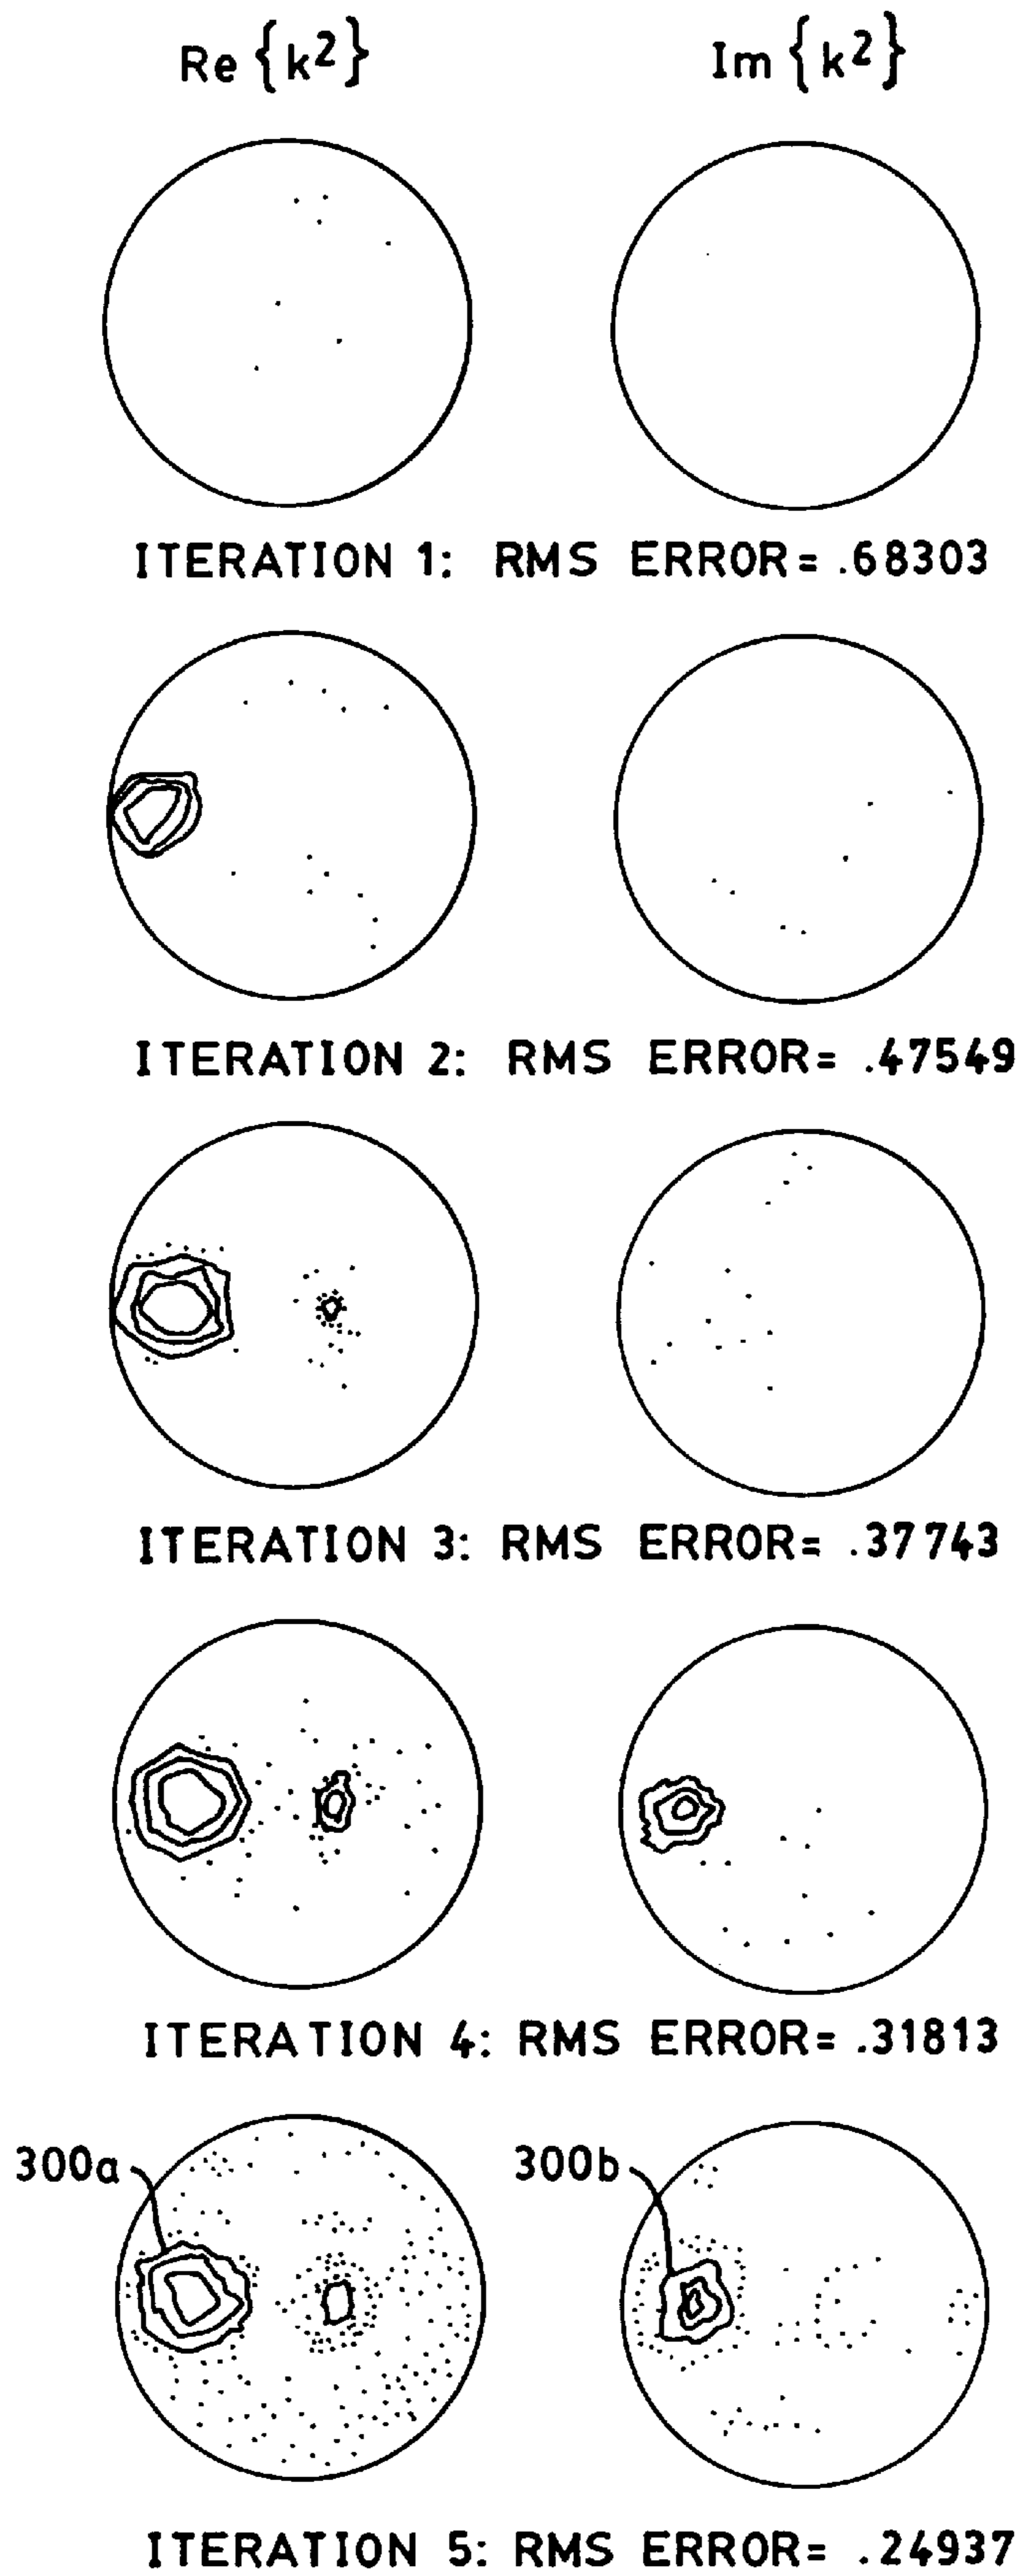 Re {k²} Im {k²}
ITERATION 1: RMS ERROR= .68303
ITERATION 2: RMS ERROR= .47549
ITERATION 3: RMS ERROR= .37743
ITERATION 4: RMS ERROR= .31813
300a 300b
ITERATION 5: RMS ERROR= .24937